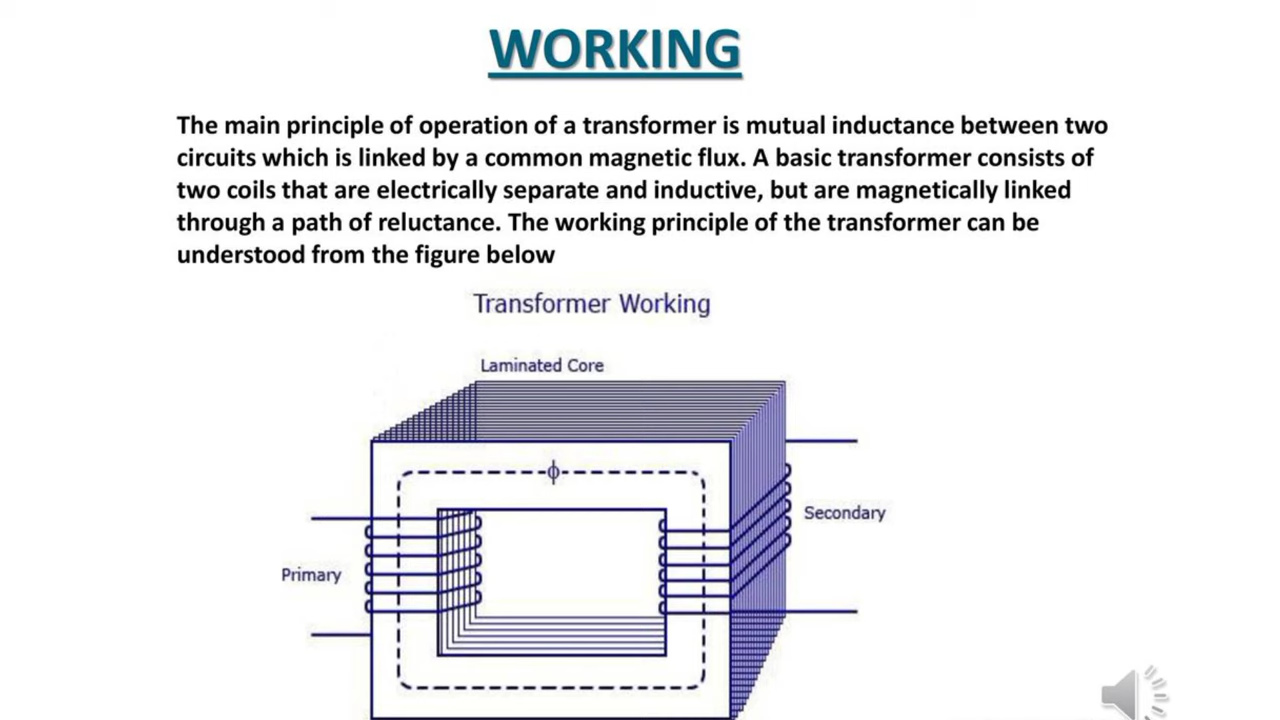 WORKING
The main principle of operation of a transformer is mutual inductance between two
circuits which is linked by a common magnetic flux. A basic transformer consists of
two coils that are electrically separate and inductive, but are magnetically linked
through a path of reluctance. The working principle of the transformer can be
understood from the figure below
Transformer Working
Laminated Core
ϕ
Secondary
Primary